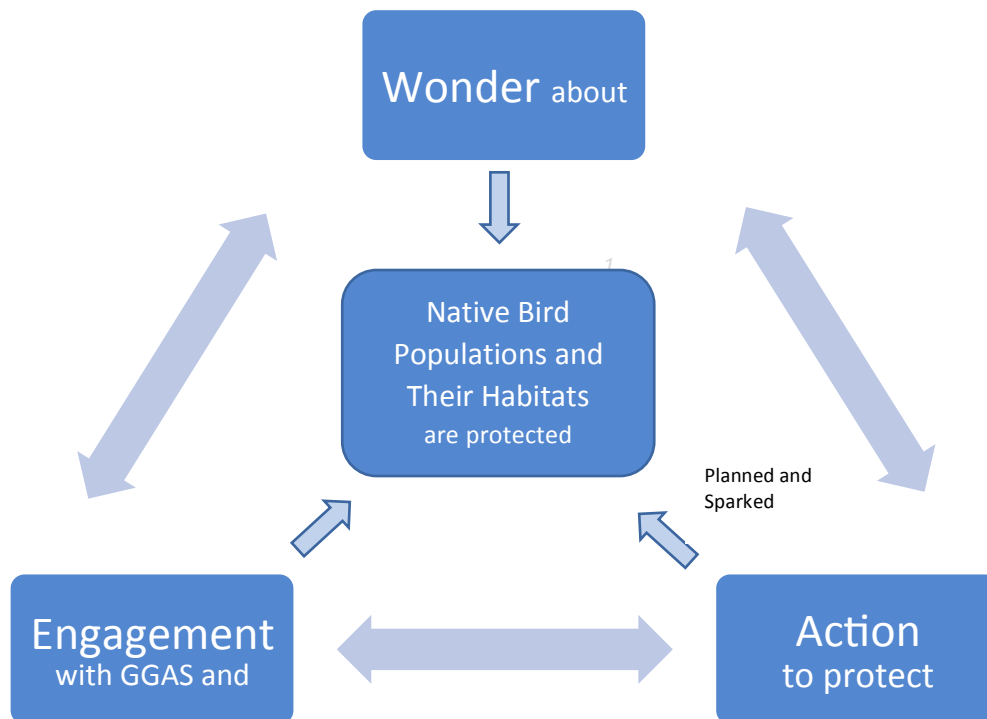 Wonder about
1
Native Bird
Populations and
Their Habitats
are protected
Planned and
Sparked
Engagement
with GGAS and
Action
to protect